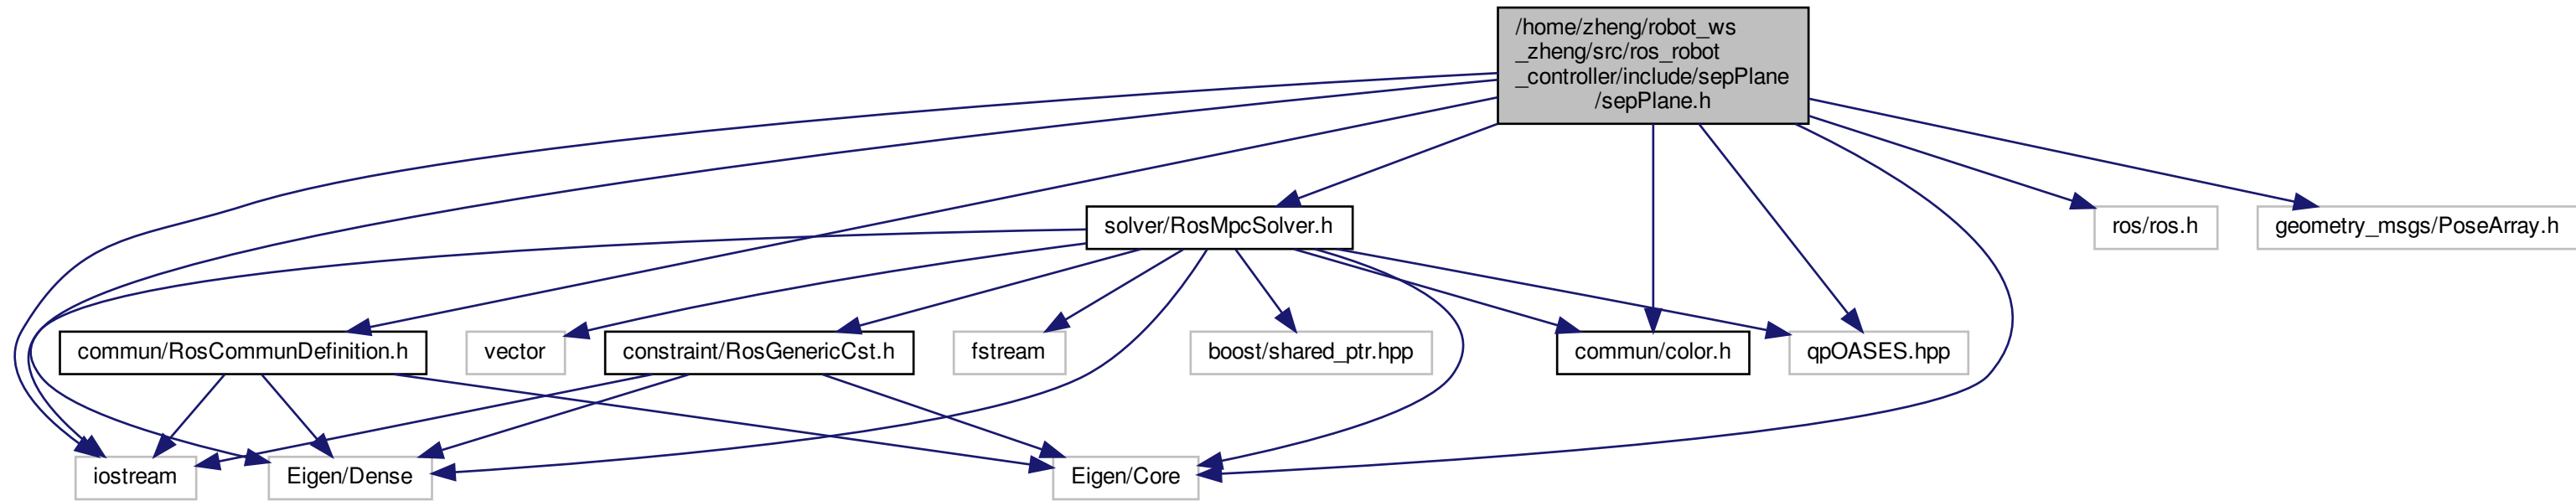 /home/zheng/robot_ws
_zheng/src/ros_robot
_controller/include/sepPlane
/sepPlane.h
solver/RosMpcSolver.h
ros/ros.h
geometry_msgs/PoseArray.h
commun/RosCommunDefinition.h
vector
constraint/RosGenericCst.h
fstream
boost/shared_ptr.hpp
commun/color.h
qpOASES.hpp
iostream
Eigen/Dense
Eigen/Core